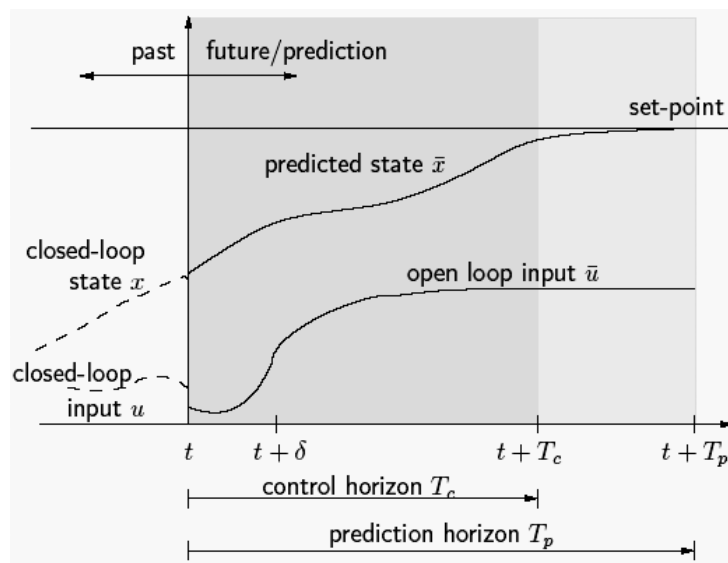 past future/prediction
set-point
predicted state x̄
closed-loop
state x
open loop input ū
closed-loop
input u
t t + δ t + T_c t + T_p
control horizon T_c
prediction horizon T_p